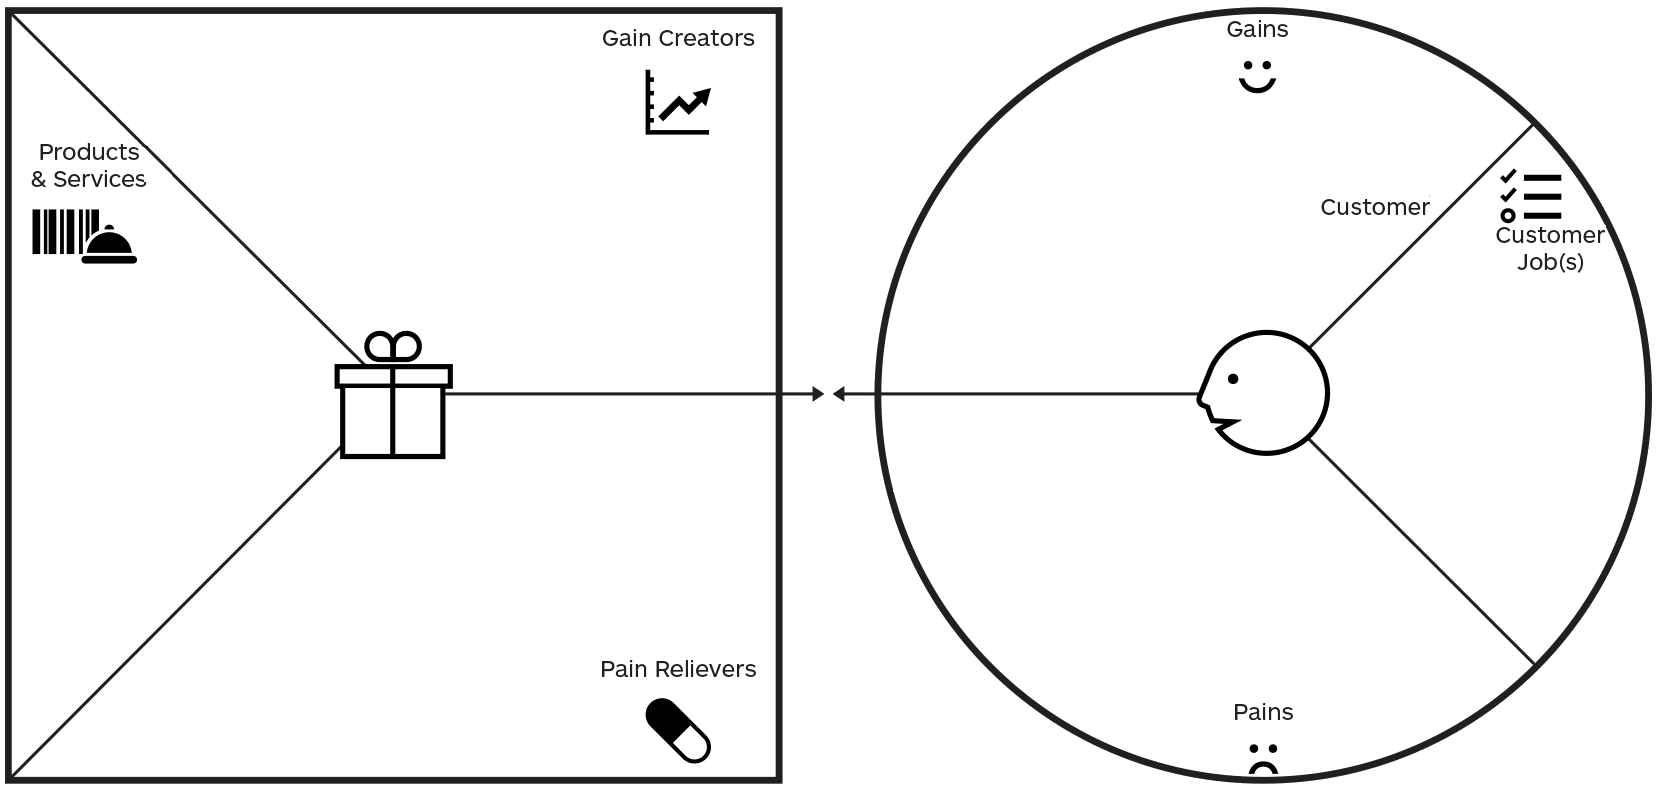 Gain Creators
Products
& Services
Pain Relievers
Gains
Customer
Customer
Job(s)
Pains